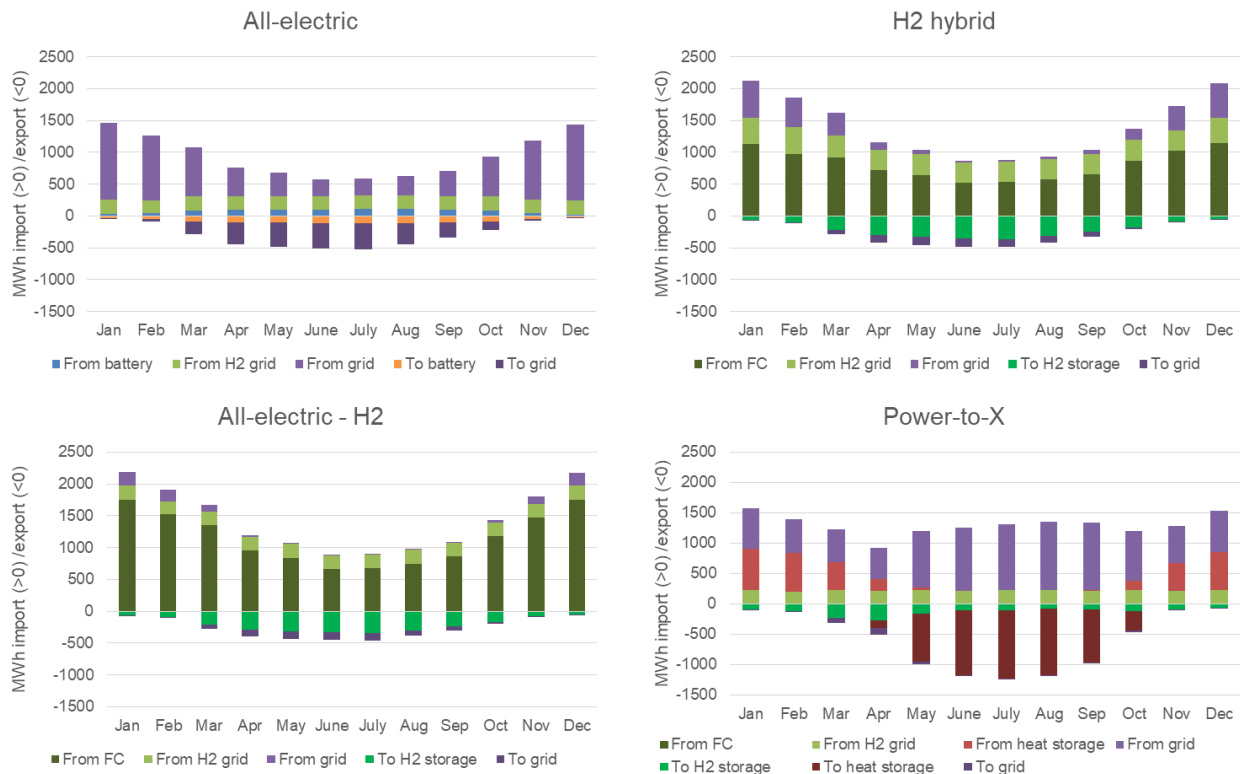 All-electric
MWh import (>0) /export (<0)
2500
2000
1500
1000
500
0
-500
-1000
-1500
Jan Feb Mar Apr May June July Aug Sep Oct Nov Dec
From battery From H2 grid From grid To battery To grid
H2 hybrid
MWh import (>0) /export (<0)
2500
2000
1500
1000
500
0
-500
-1000
-1500
Jan Feb Mar Apr May June July Aug Sep Oct Nov Dec
From FC From H2 grid From grid To H2 storage To grid
All-electric - H2
MWh import (>0) /export (<0)
2500
2000
1500
1000
500
0
-500
-1000
-1500
Jan Feb Mar Apr May June July Aug Sep Oct Nov Dec
From FC From H2 grid From grid To H2 storage To grid
Power-to-X
MWh import (>0) /export (<0)
2500
2000
1500
1000
500
0
-500
-1000
-1500
Jan Feb Mar Apr May June July Aug Sep Oct Nov Dec
From FC From H2 grid From heat storage From grid
To H2 storage To heat storage To grid